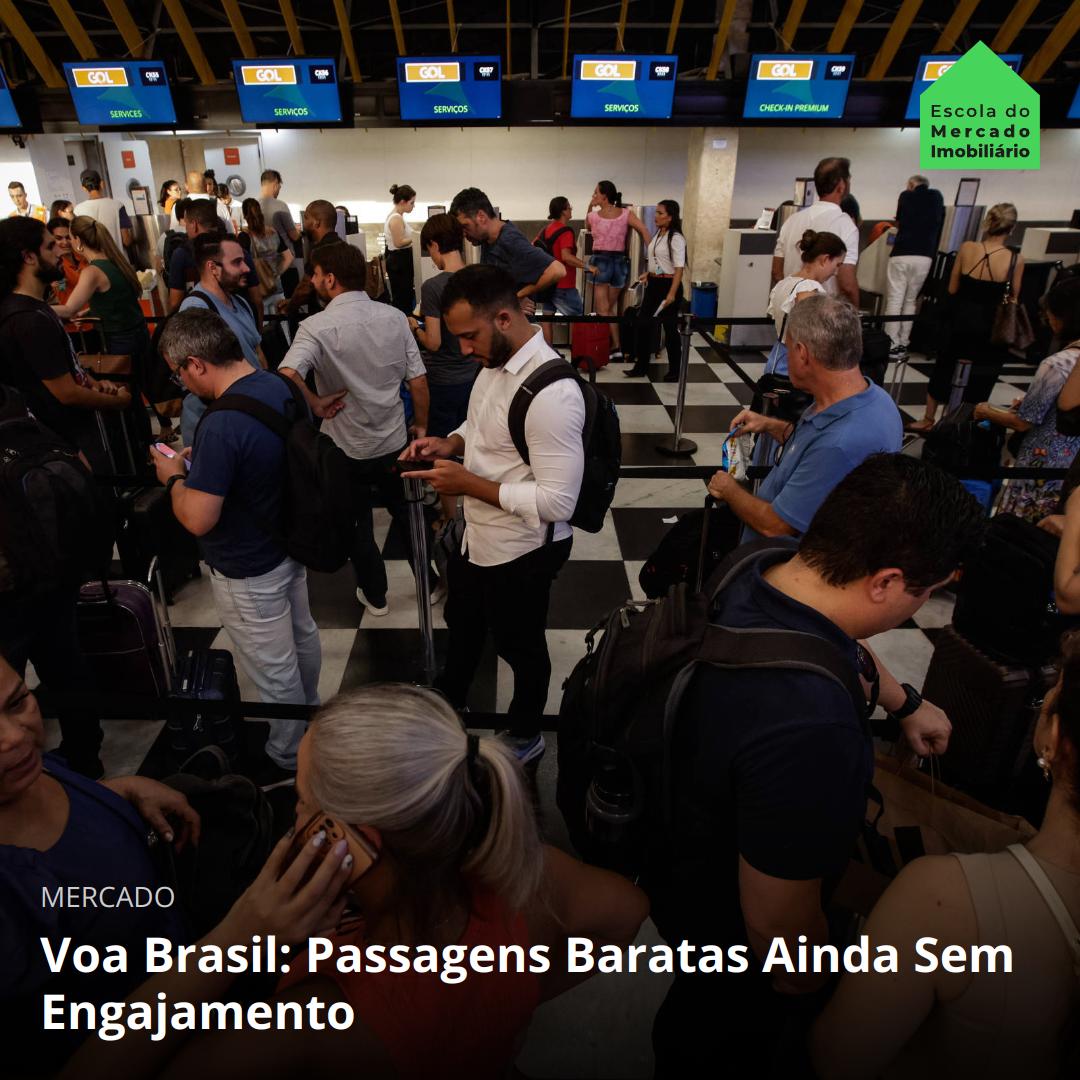 GOL
SERVICES
GOL
SERVIÇOS
GOL
SERVIÇOS
GOL
SERVIÇOS
GOL
CHECK-IN PREMIUM
Escola do
Mercado
Imobiliário
MERCADO
Voa Brasil: Passagens Baratas Ainda Sem
Engajamento